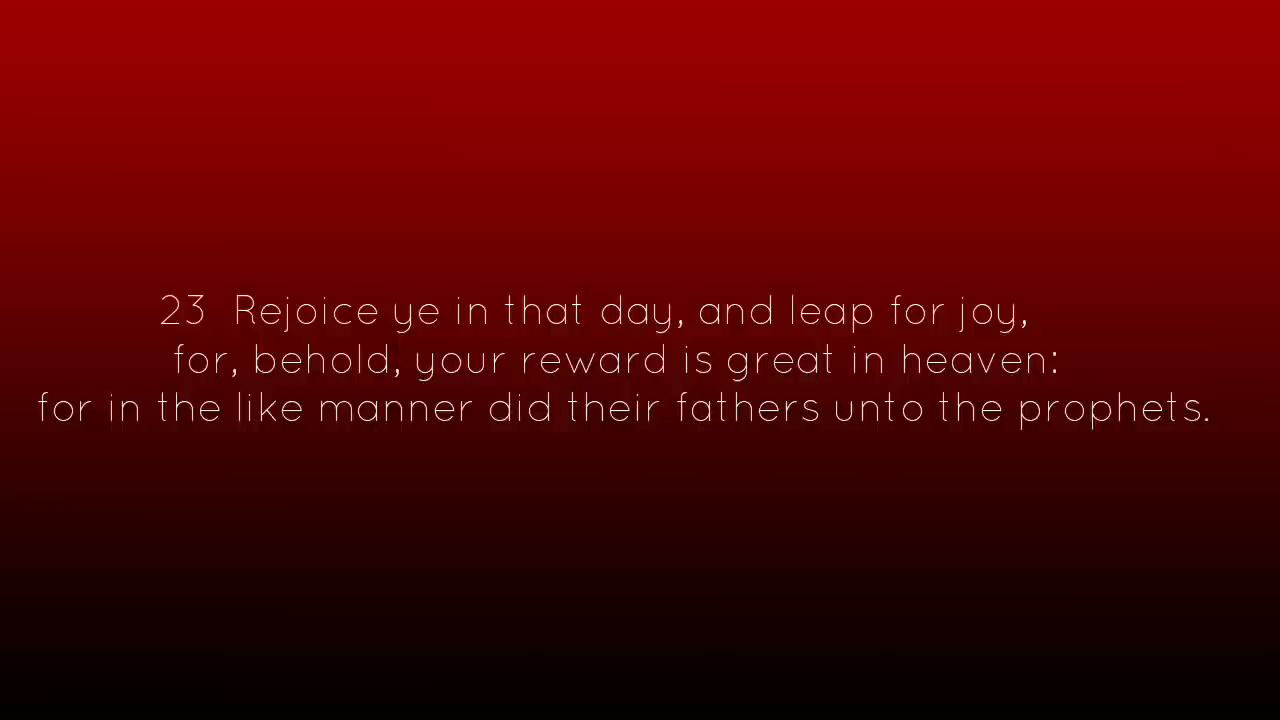 23  Rejoice ye in that day, and leap for joy,
for, behold, your reward is great in heaven:
for in the like manner did their fathers unto the prophets.